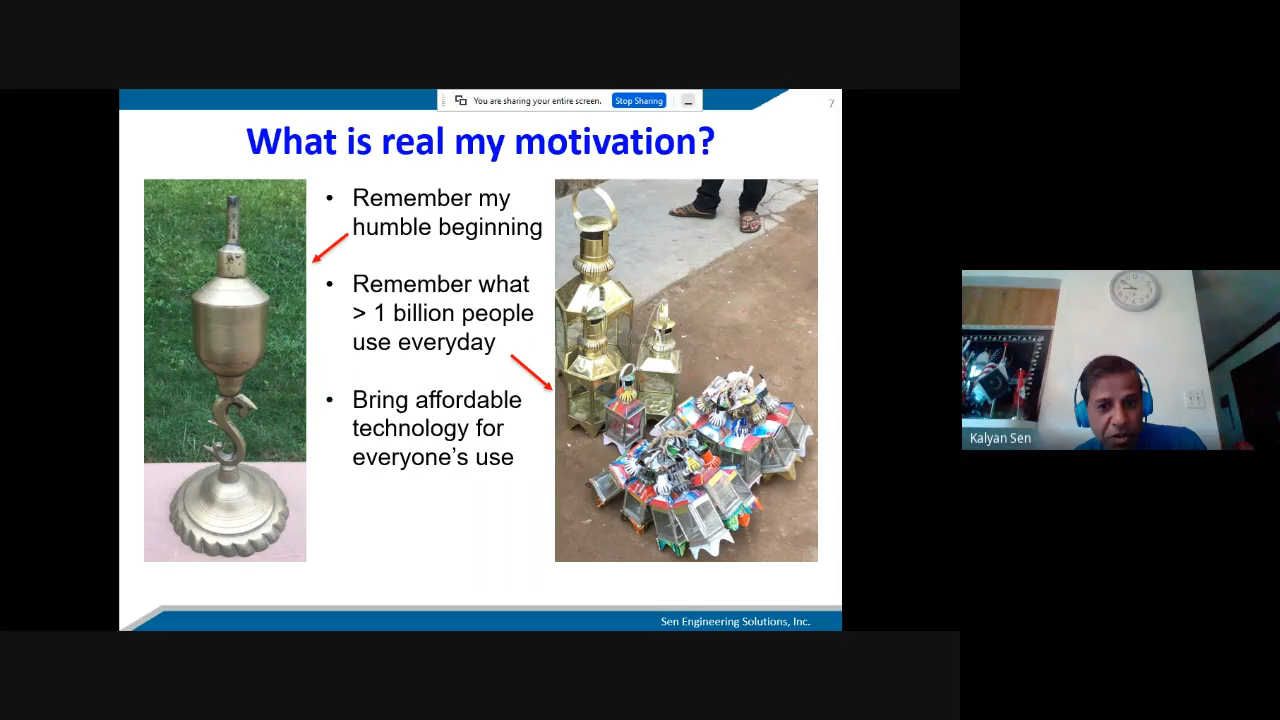 You are sharing your entire screen.
Stop Sharing
7
What is real my motivation?
• Remember my
humble beginning
• Remember what
> 1 billion people
use everyday
• Bring affordable
technology for
everyone’s use
Sen Engineering Solutions, Inc.
Kalyan Sen